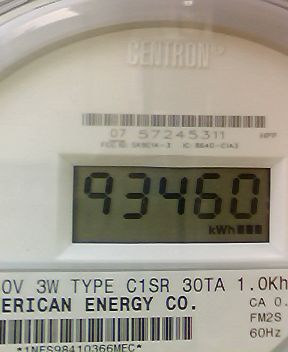 CENTRON
07 57245311
93460
kWh
0V 3W TYPE C1SR 30TA 1.0Kh
ERICAN ENERGY CO.
CA 0.
FM2S
60Hz
*1NES98410366MEC*